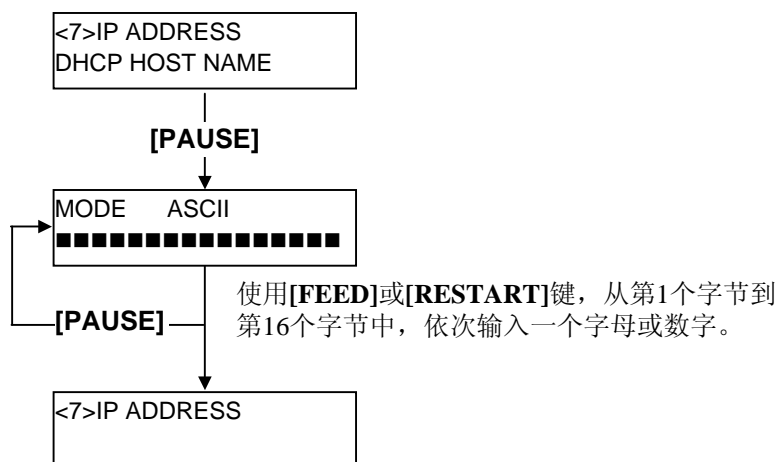 <7>IP ADDRESS
DHCP HOST NAME
[PAUSE]
MODE ASCII
■■■■■■■■■■■■■■■■
[PAUSE]
使用[FEED]或[RESTART]键，从第1个字节到
第16个字节中，依次输入一个字母或数字。
<7>IP ADDRESS